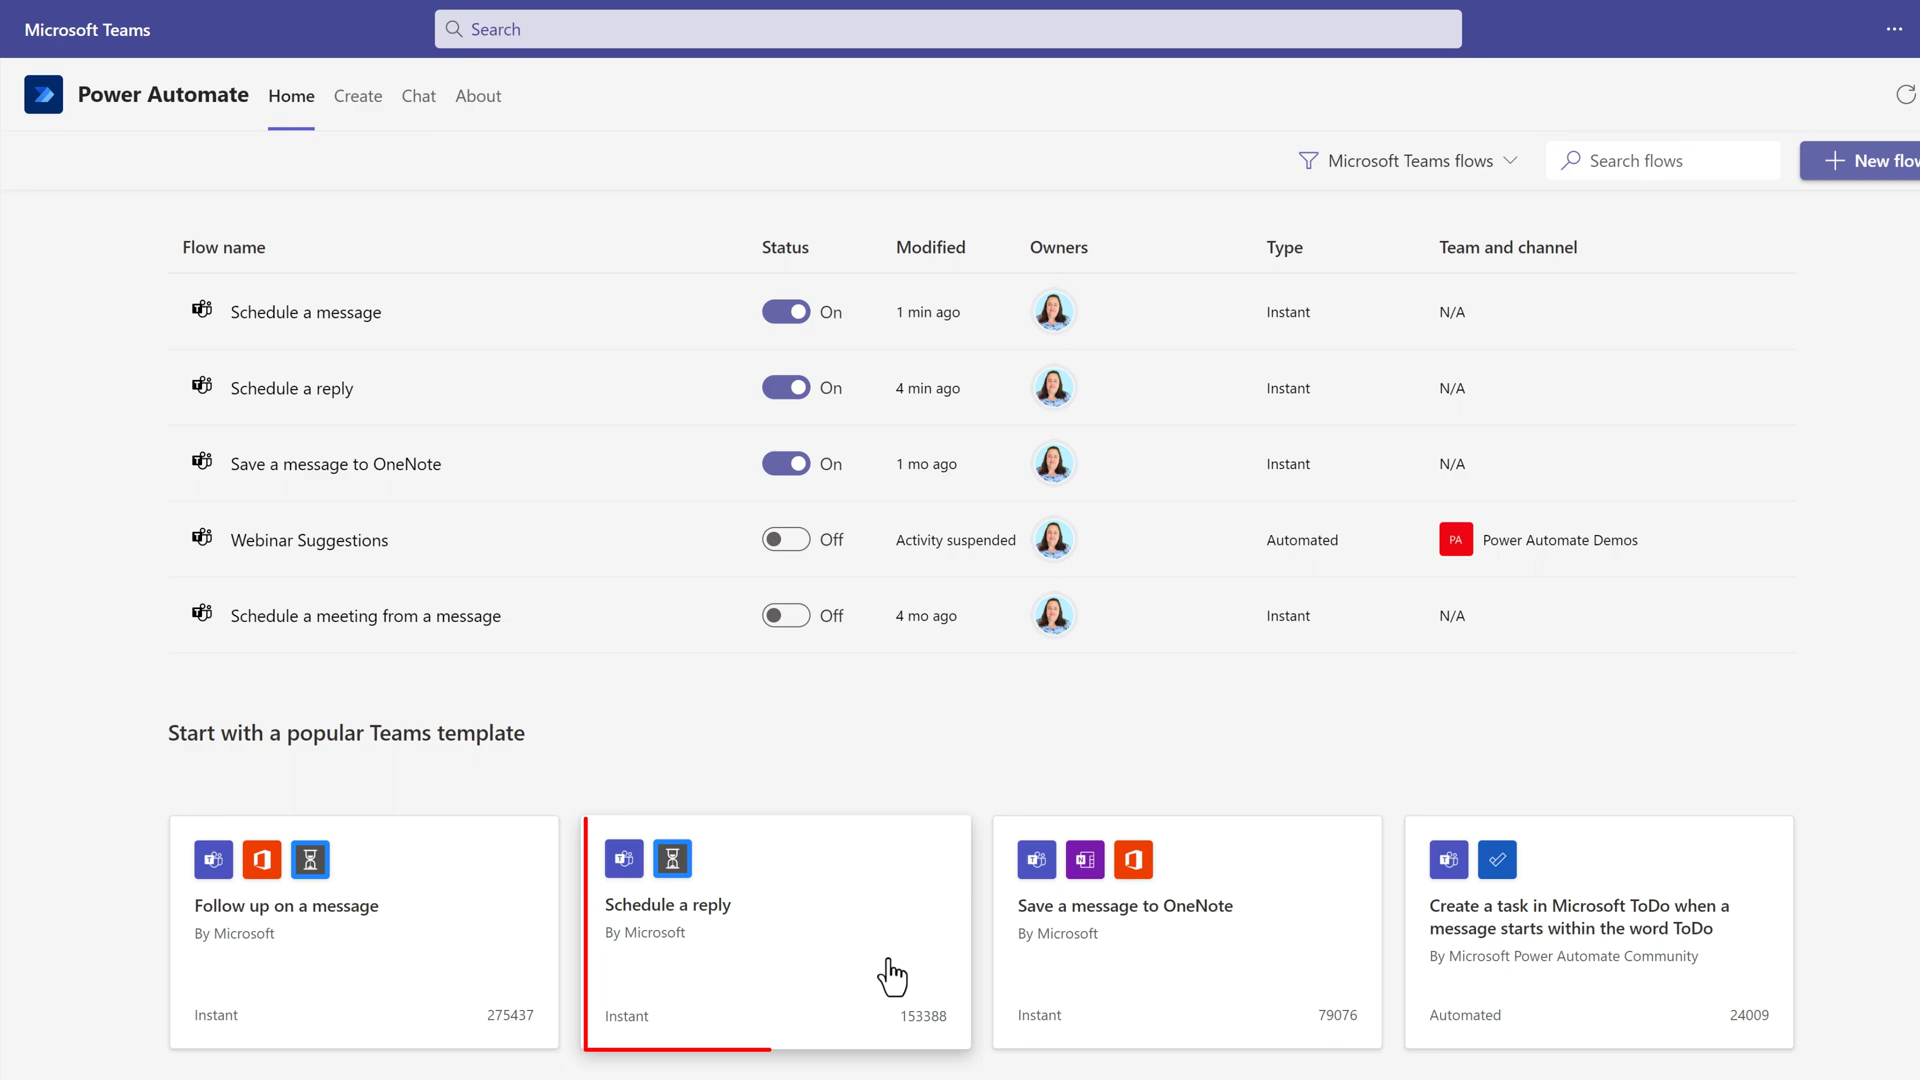 Microsoft Teams
Search
Power Automate
Home
Create
Chat
About
Microsoft Teams flows
Search flows
New flow
Flow name
Status
Modified
Owners
Type
Team and channel
Schedule a message
On
1 min ago
Instant
N/A
Schedule a reply
On
4 min ago
Instant
N/A
Save a message to OneNote
On
1 mo ago
Instant
N/A
Webinar Suggestions
Off
Activity suspended
Automated
PA
Power Automate Demos
Schedule a meeting from a message
Off
4 mo ago
Instant
N/A
Start with a popular Teams template
Follow up on a message
By Microsoft
Instant
275437
Schedule a reply
By Microsoft
Instant
153388
Save a message to OneNote
By Microsoft
Instant
79076
Create a task in Microsoft ToDo when a
message starts within the word ToDo
By Microsoft Power Automate Community
Automated
24009